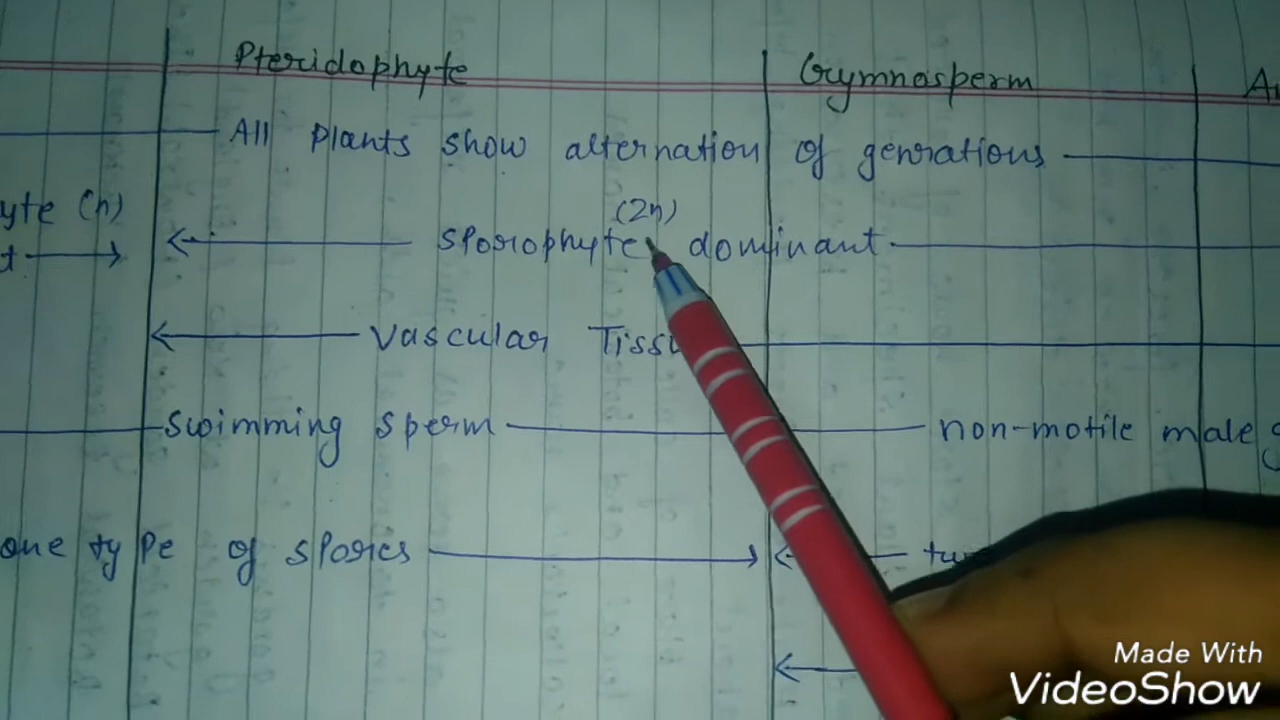 Pteridophyte Gymnosperm
All plants show alternation of genrations
yte (n) (2n)
t sporophyte dominant
Vascular
swimming sperm non-motile male
one type of spores
Made With
VideoShow